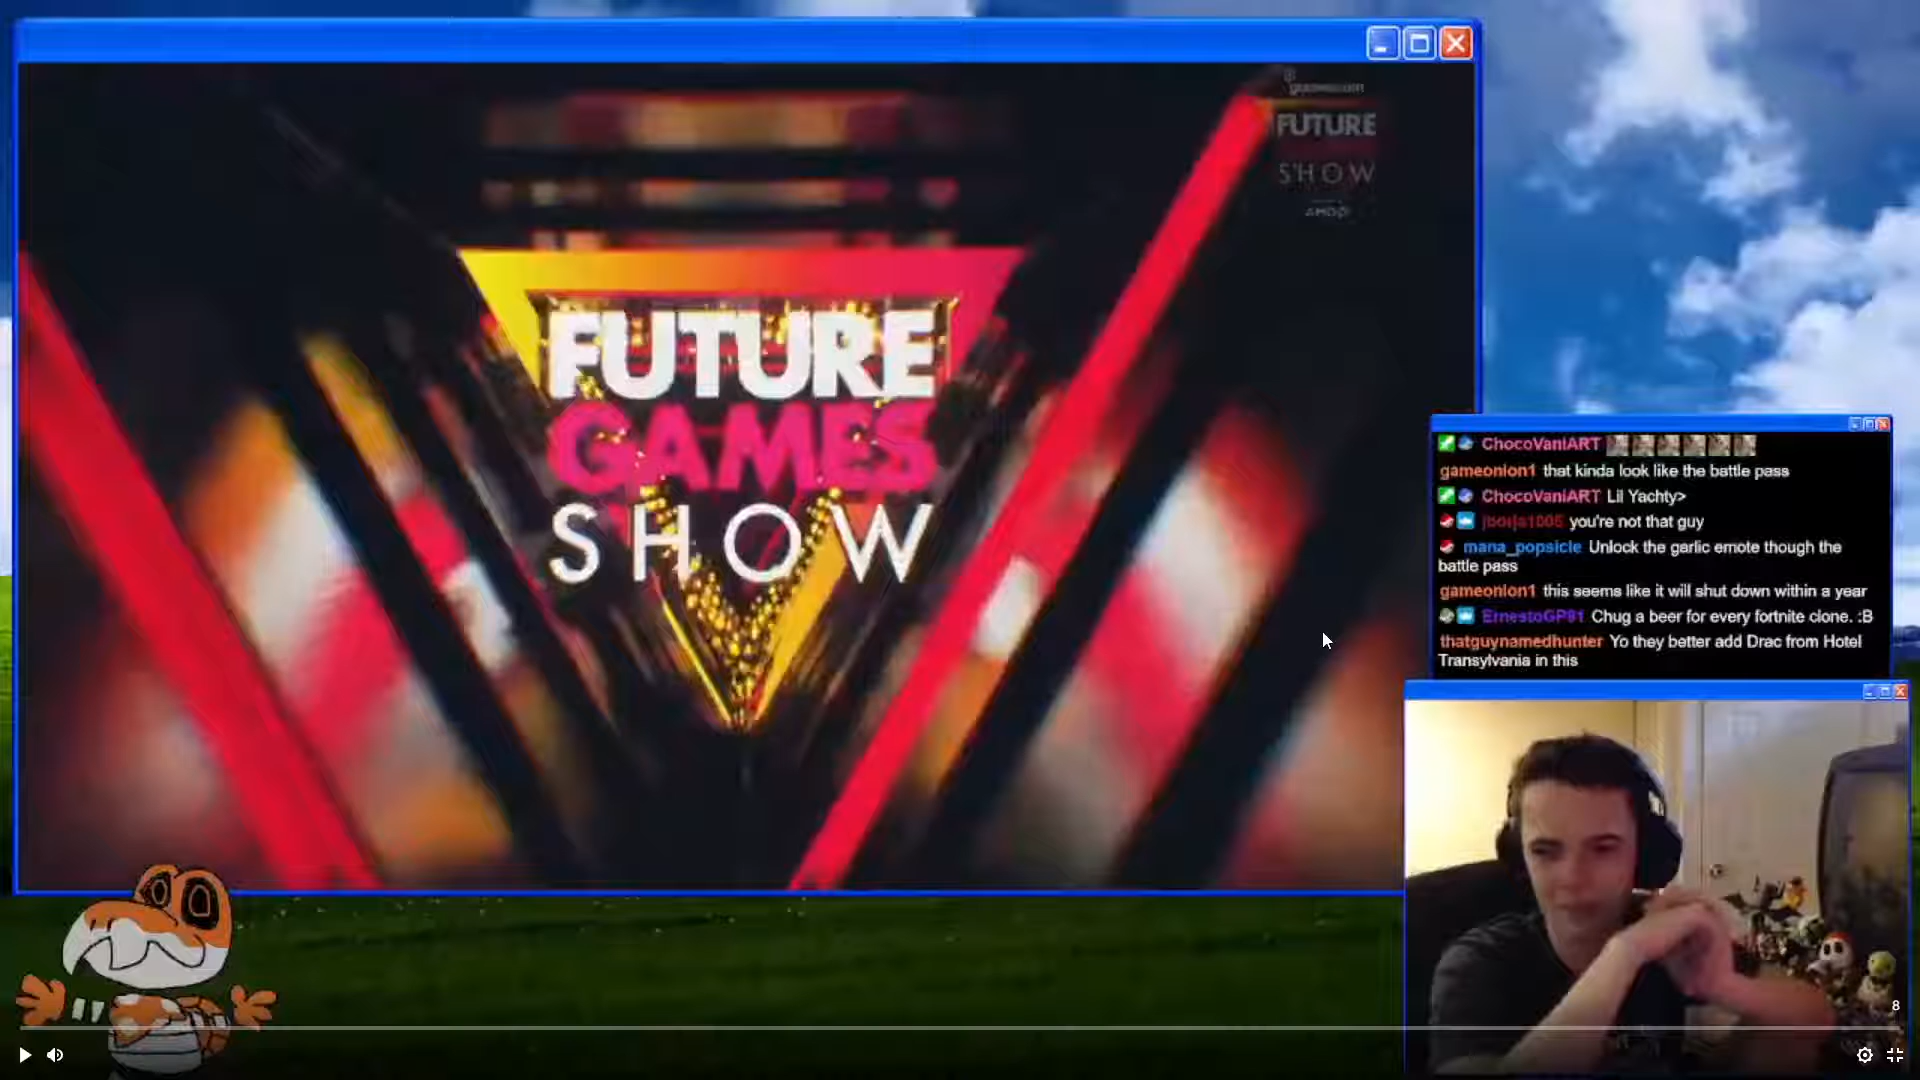 FUTURE
GAMES
SHOW
gamescom
FUTURE
SHOW
ChocoVanIART
gameonion1 that kinda look like the battle pass
ChocoVanIART Lil Yachty>
you're not that guy
mana_popsicle Unlock the garlic emote though the
battle pass
gameonion1 this seems like it will shut down within a year
ErnestoGP91 Chug a beer for every fortnite clone. :B
thatguynamedhunter Yo they better add Drac from Hotel
Transylvania in this
8